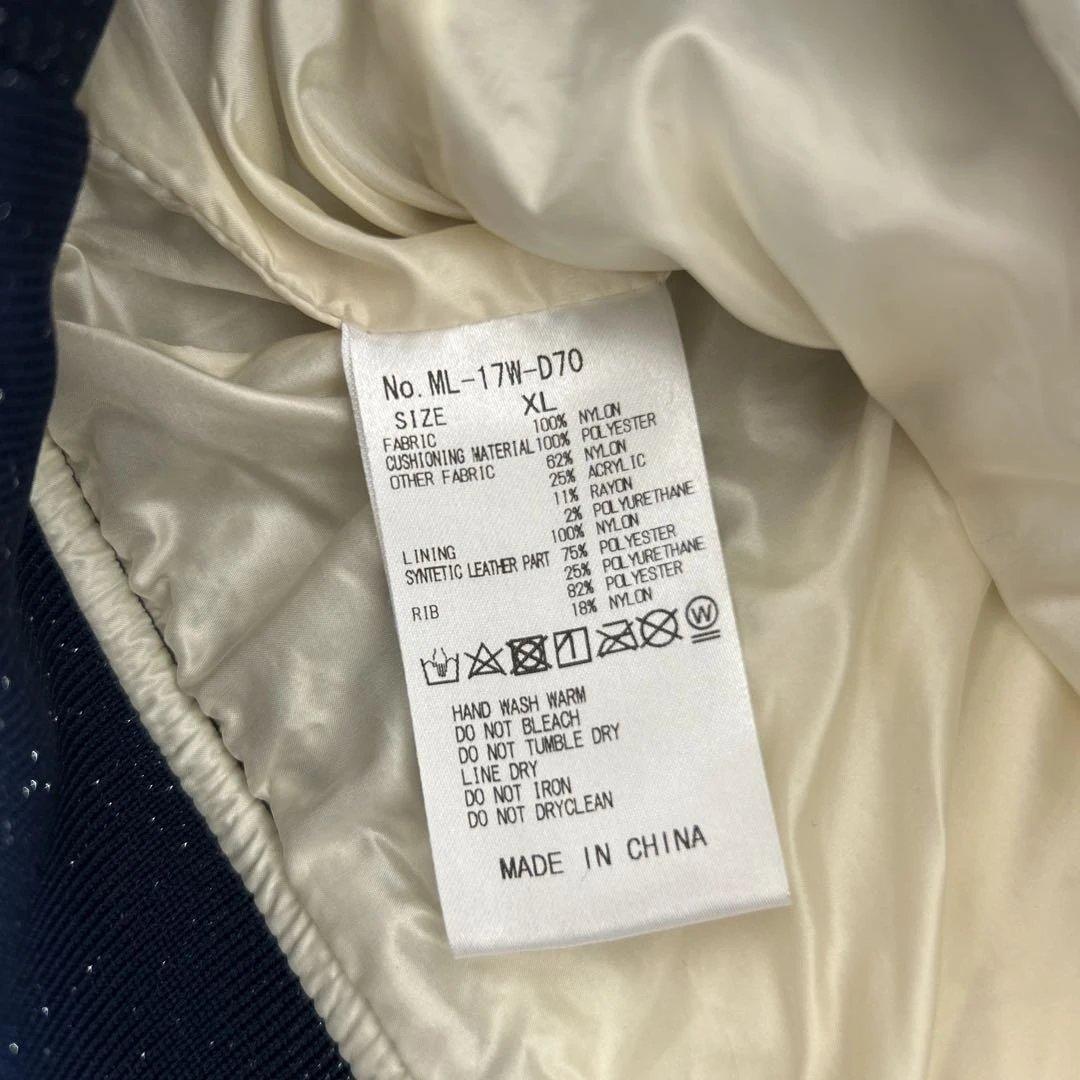 No. ML-17W-D70
SIZE XL
FABRIC 100% NYLON
CUSHIONING MATERIAL 100% POLYESTER
OTHER FABRIC 62% NYLON
25% ACRYLIC
11% RAYON
2% POLYURETHANE
LINING 100% NYLON
SYNTETIC LEATHER PART 75% POLYESTER
25% POLYURETHANE
RIB 82% POLYESTER
18% NYLON
W
HAND WASH WARM
DO NOT BLEACH
DO NOT TUMBLE DRY
LINE DRY
DO NOT IRON
DO NOT DRYCLEAN
MADE IN CHINA